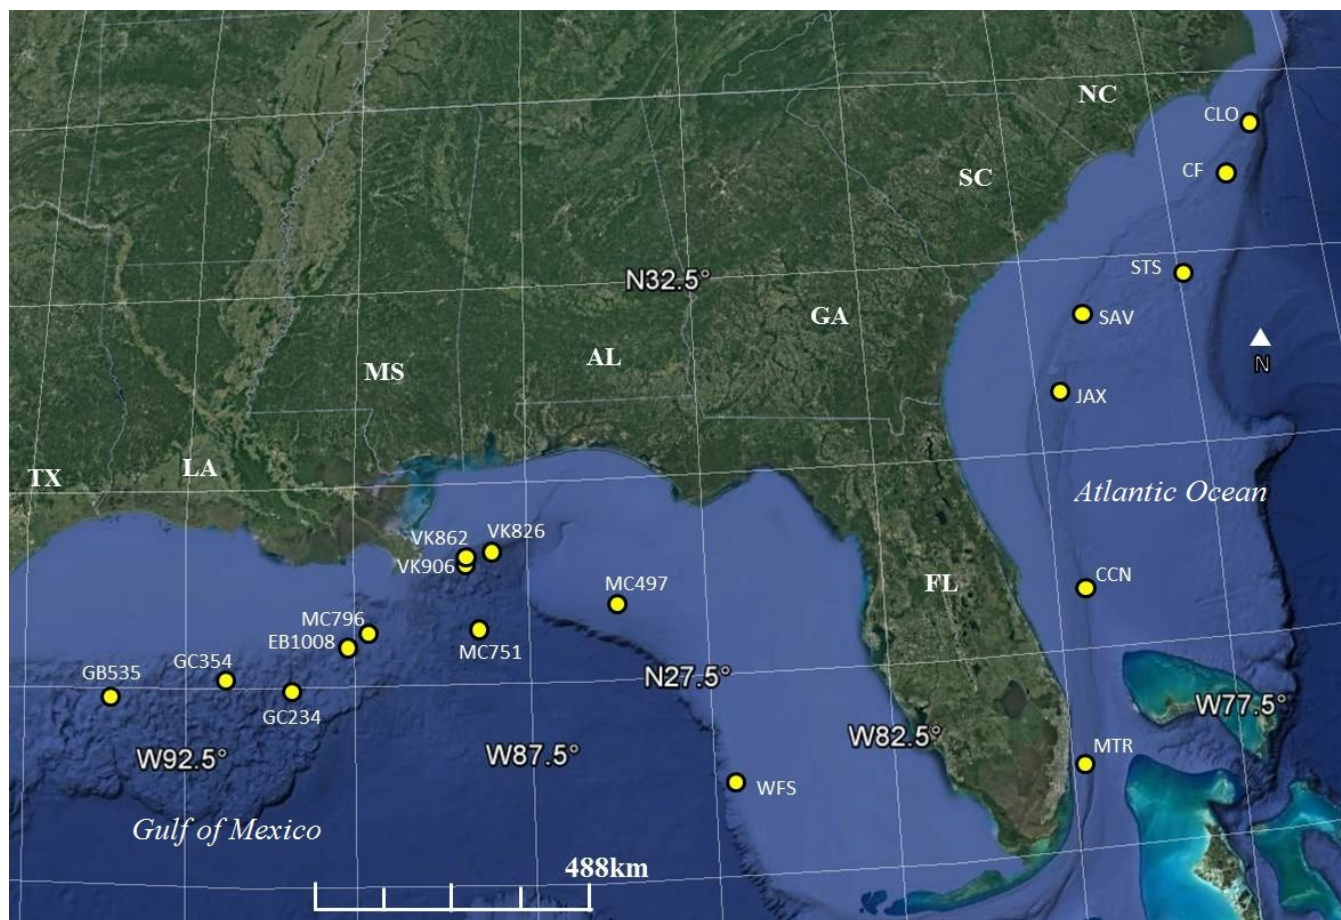 NC
CLO
CF
SC
STS
N32.5°
SAV
GA
N
AL
MS
JAX
LA
TX
Atlantic Ocean
VK826
VK862
VK906
CCN
FL
MC497
MC796
EB1008
MC751
GC354
GB535
N27.5°
GC234
W77.5°
W82.5°
W87.5°
W92.5°
MTR
WFS
Gulf of Mexico
488km